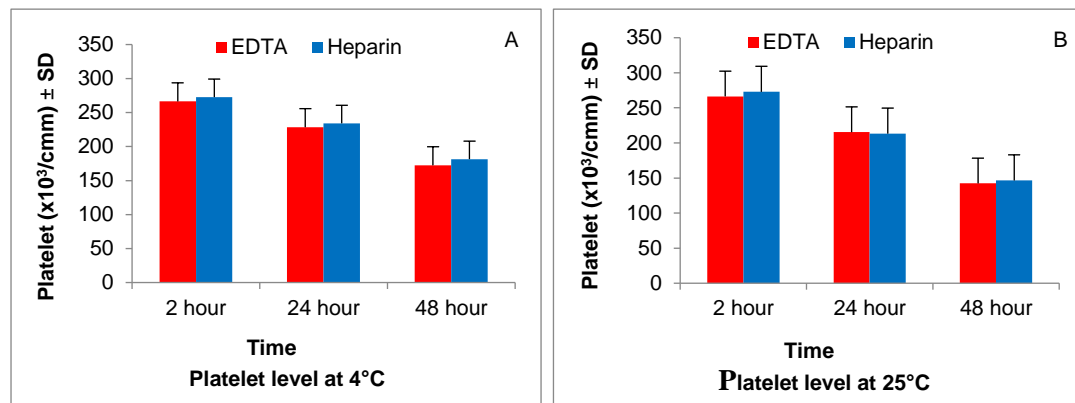 EDTA Heparin A
Platelet (x10³/cmm) ± SD
350
300
250
200
150
100
50
0
2 hour 24 hour 48 hour
Time
Platelet level at 4°C
EDTA Heparin B
Platelet (x10³/cmm) ± SD
350
300
250
200
150
100
50
0
2 hour 24 hour 48 hour
Time
Platelet level at 25°C